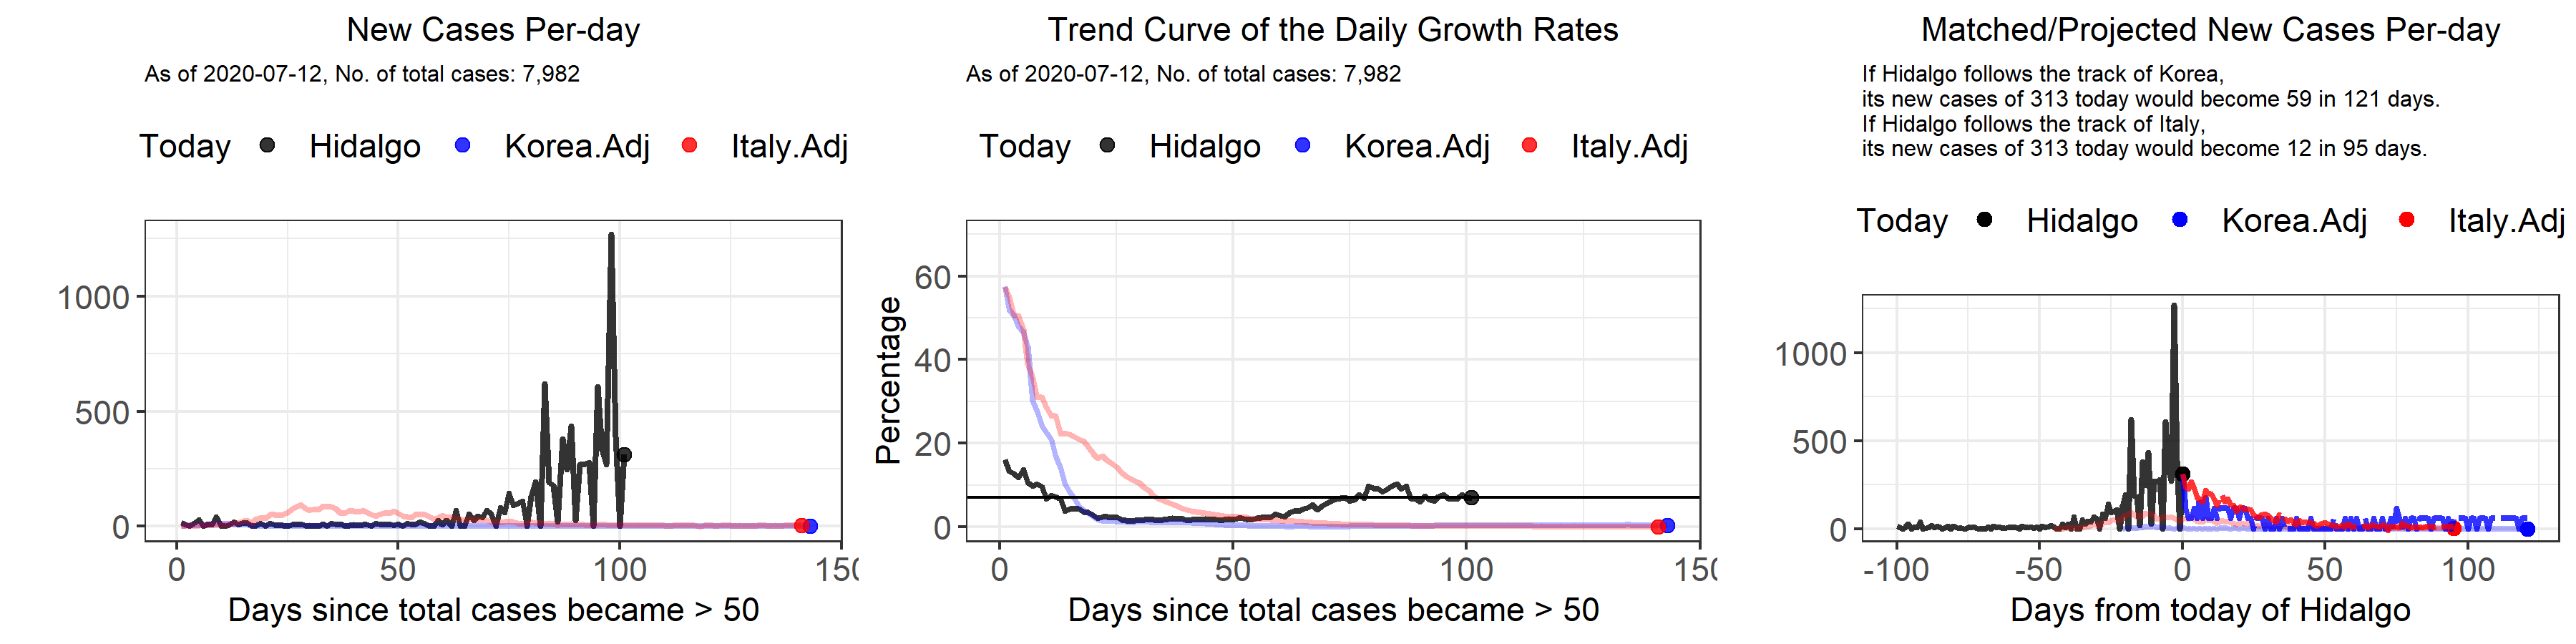 New Cases Per-day
As of 2020-07-12, No. of total cases: 7,982
Today Hidalgo Korea.Adj Italy.Adj
1000
500
0
0 50 100
Days since total cases became > 50
Trend Curve of the Daily Growth Rates
As of 2020-07-12, No. of total cases: 7,982
Today Hidalgo Korea.Adj Italy.Adj
Percentage
60
40
20
0
0 50 100
Days since total cases became > 50
Matched/Projected New Cases Per-day
If Hidalgo follows the track of Korea,
its new cases of 313 today would become 59 in 121 days.
If Hidalgo follows the track of Italy,
its new cases of 313 today would become 12 in 95 days.
Today Hidalgo Korea.Adj Italy.Adj
1000
500
0
-100 -50 0 50 100
Days from today of Hidalgo